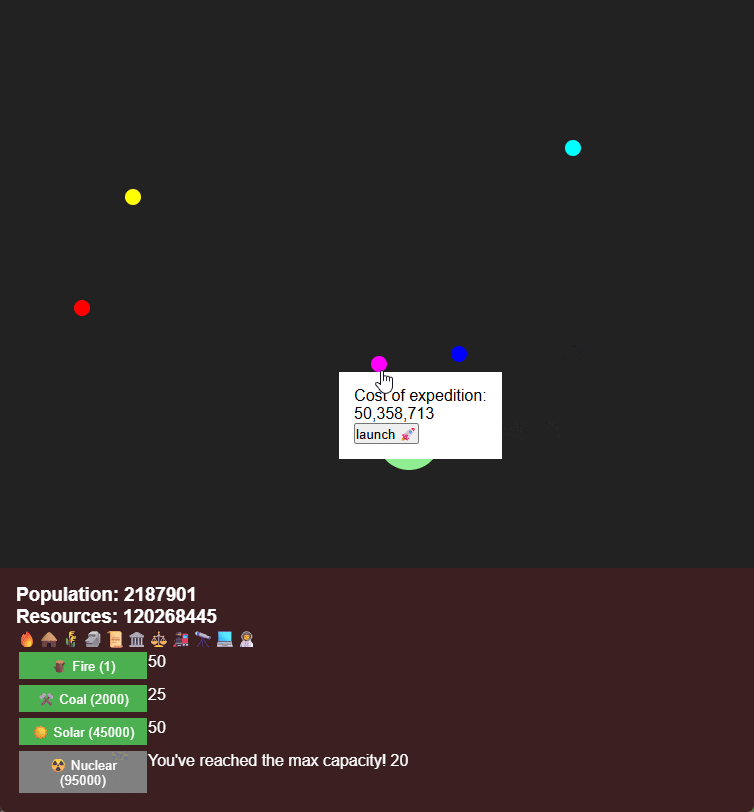 Cost of expedition:
50,358,713
launch 🚀
Population: 2187901
Resources: 120268445
Fire (1) 50
Coal (2000) 25
Solar (45000) 50
Nuclear
(95000)
You've reached the max capacity! 20